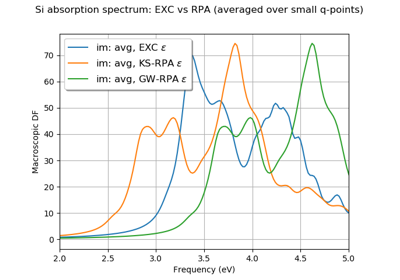 Si absorption spectrum: EXC vs RPA (averaged over small q-points)
im: avg, EXC ε
im: avg, KS-RPA ε
im: avg, GW-RPA ε
Macroscopic DF
70
60
50
40
30
20
10
0
2.0 2.5 3.0 3.5 4.0 4.5 5.0
Frequency (eV)